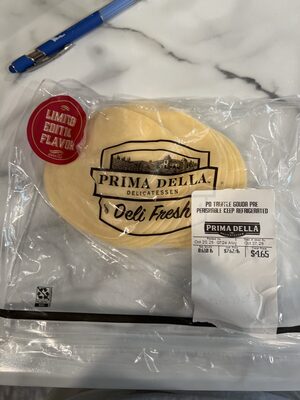 LIMITED
EDITION
FLAVOR
PRIMA DELLA
DELICATESSEN
Deli Fresh
PD TRUFFLE GOUDA PRE
PERISHABLE KEEP REFRIGERATED
PRIMA DELLA
$4.65